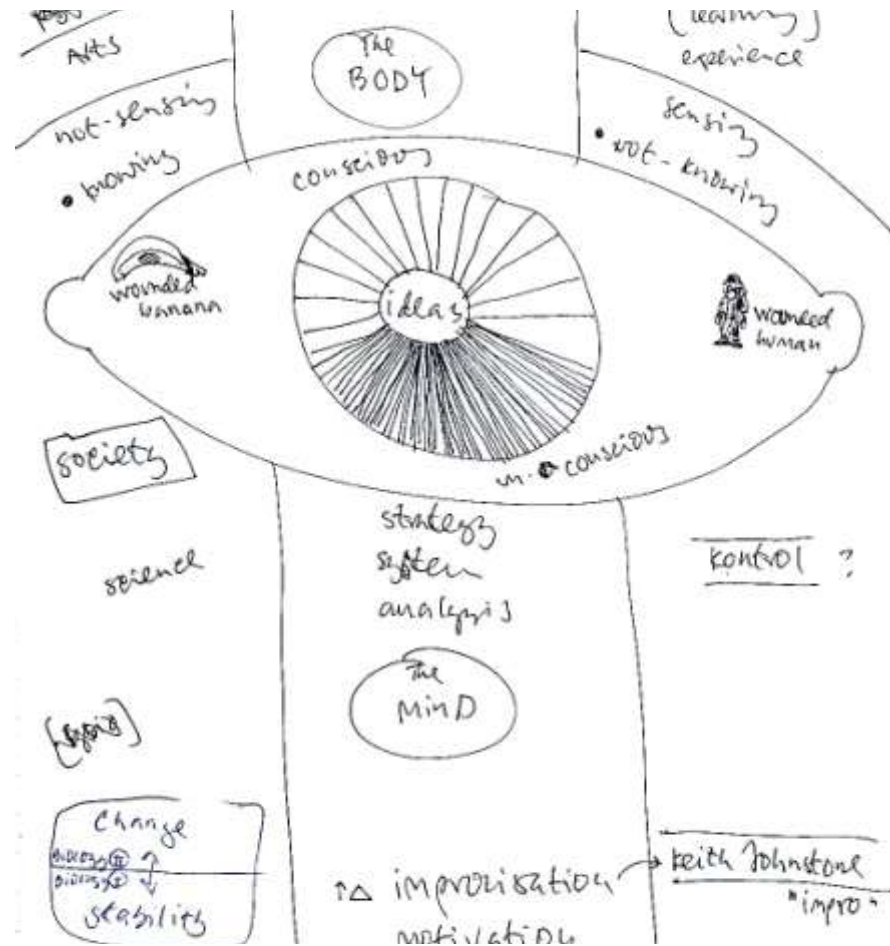 Arts
The
BODY
(learning)
experience
not-sensing
• knowing
sensing
• not-knowing
conscious
wounded
banana
ideas
wounded
human
un-conscious
society
strategy
system
analysis
science
kontrol ?
The
MinD
Change
stability
improvisation
motivation
Keith Johnstone
"impro"